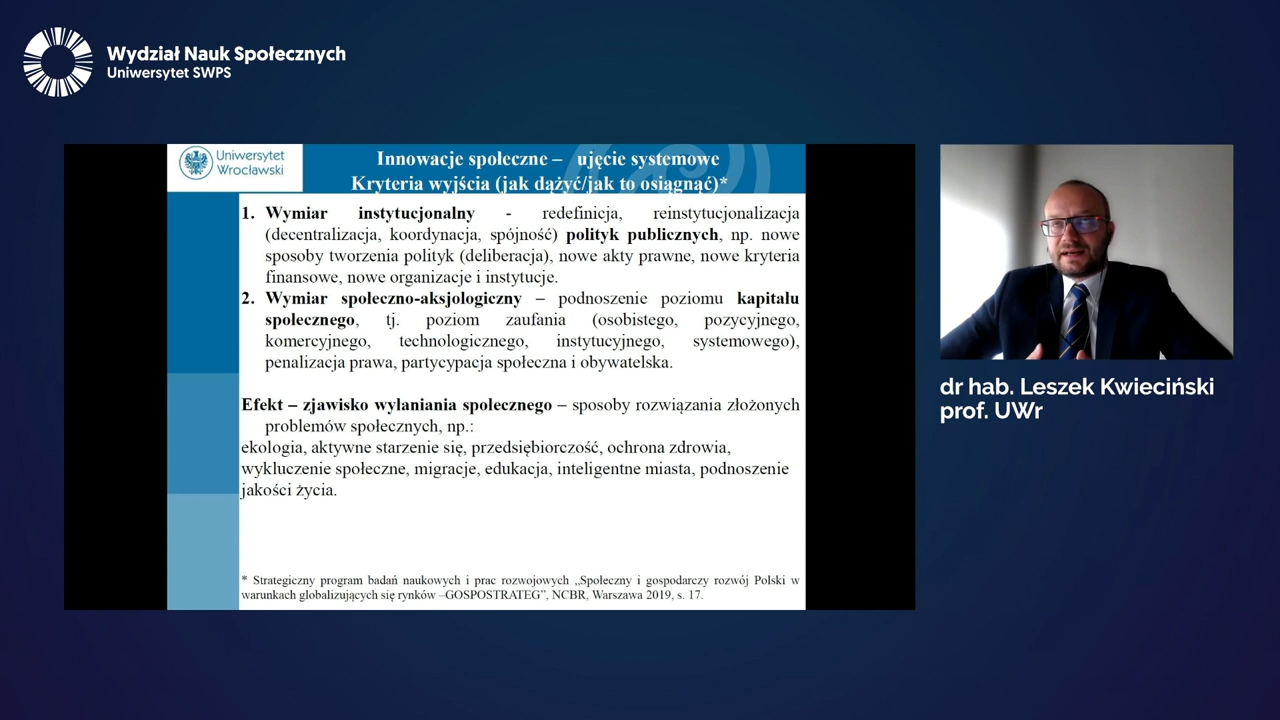 Wydział Nauk Społecznych
Uniwersytet SWPS
Uniwersytet
Wrocławski
Innowacje społeczne – ujęcie systemowe
Kryteria wyjścia (jak dążyć/jak to osiągnąć)*
1. Wymiar instytucjonalny - redefinicja, reinstytucjonalizacja
(decentralizacja, koordynacja, spójność) polityk publicznych, np. nowe
sposoby tworzenia polityk (deliberacja), nowe akty prawne, nowe kryteria
finansowe, nowe organizacje i instytucje.
2. Wymiar społeczno-aksjologiczny – podnoszenie poziomu kapitału
społecznego, tj. poziom zaufania (osobistego, pozycyjnego,
komercyjnego, technologicznego, instytucyjnego, systemowego),
penalizacja prawa, partycypacja społeczna i obywatelska.
Efekt – zjawisko wyłaniania społecznego – sposoby rozwiązania złożonych
problemów społecznych, np.:
ekologia, aktywne starzenie się, przedsiębiorczość, ochrona zdrowia,
wykluczenie społeczne, migracje, edukacja, inteligentne miasta, podnoszenie
jakości życia.
* Strategiczny program badań naukowych i prac rozwojowych „Społeczny i gospodarczy rozwój Polski w
warunkach globalizujących się rynków –GOSPOSTRATEG”, NCBR, Warszawa 2019, s. 17.
dr hab. Leszek Kwieciński
prof. UWr